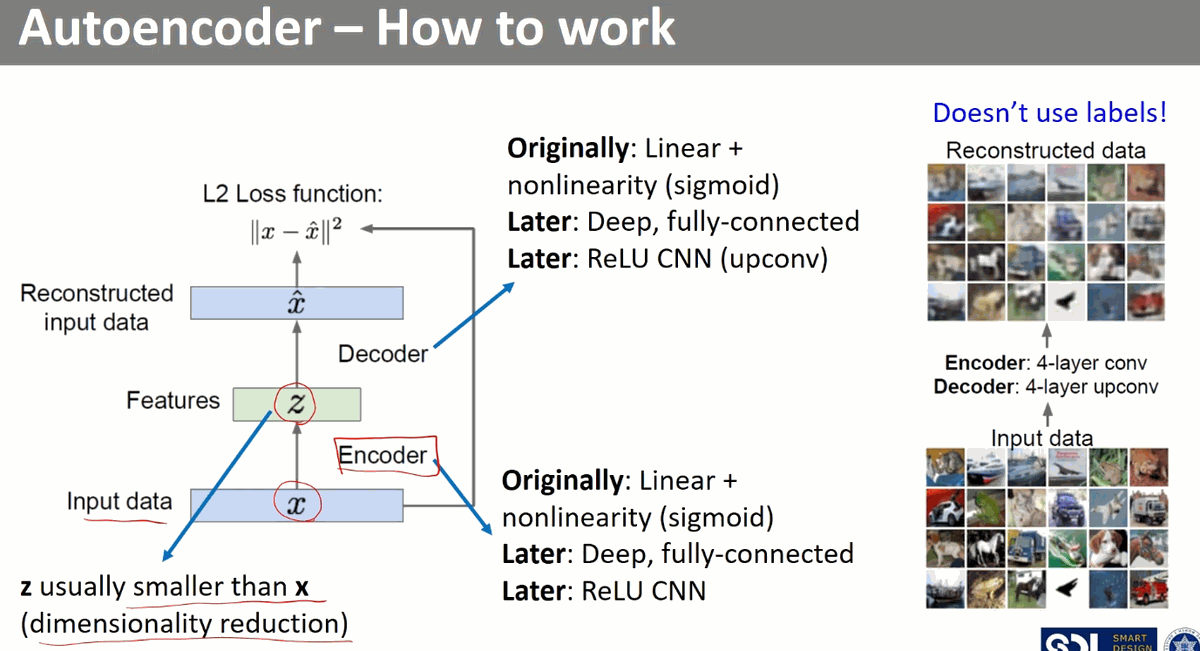 Autoencoder – How to work
Doesn't use labels!
Reconstructed data
Originally: Linear +
nonlinearity (sigmoid)
Later: Deep, fully-connected
Later: ReLU CNN (upconv)
L2 Loss function:
‖x − x̂‖²
Reconstructed
input data
x̂
Decoder
Encoder: 4-layer conv
Decoder: 4-layer upconv
Features
z
Input data
Encoder
Input data
x
Originally: Linear +
nonlinearity (sigmoid)
Later: Deep, fully-connected
Later: ReLU CNN
z usually smaller than x
(dimensionality reduction)
SDL
SMART
DESIGN